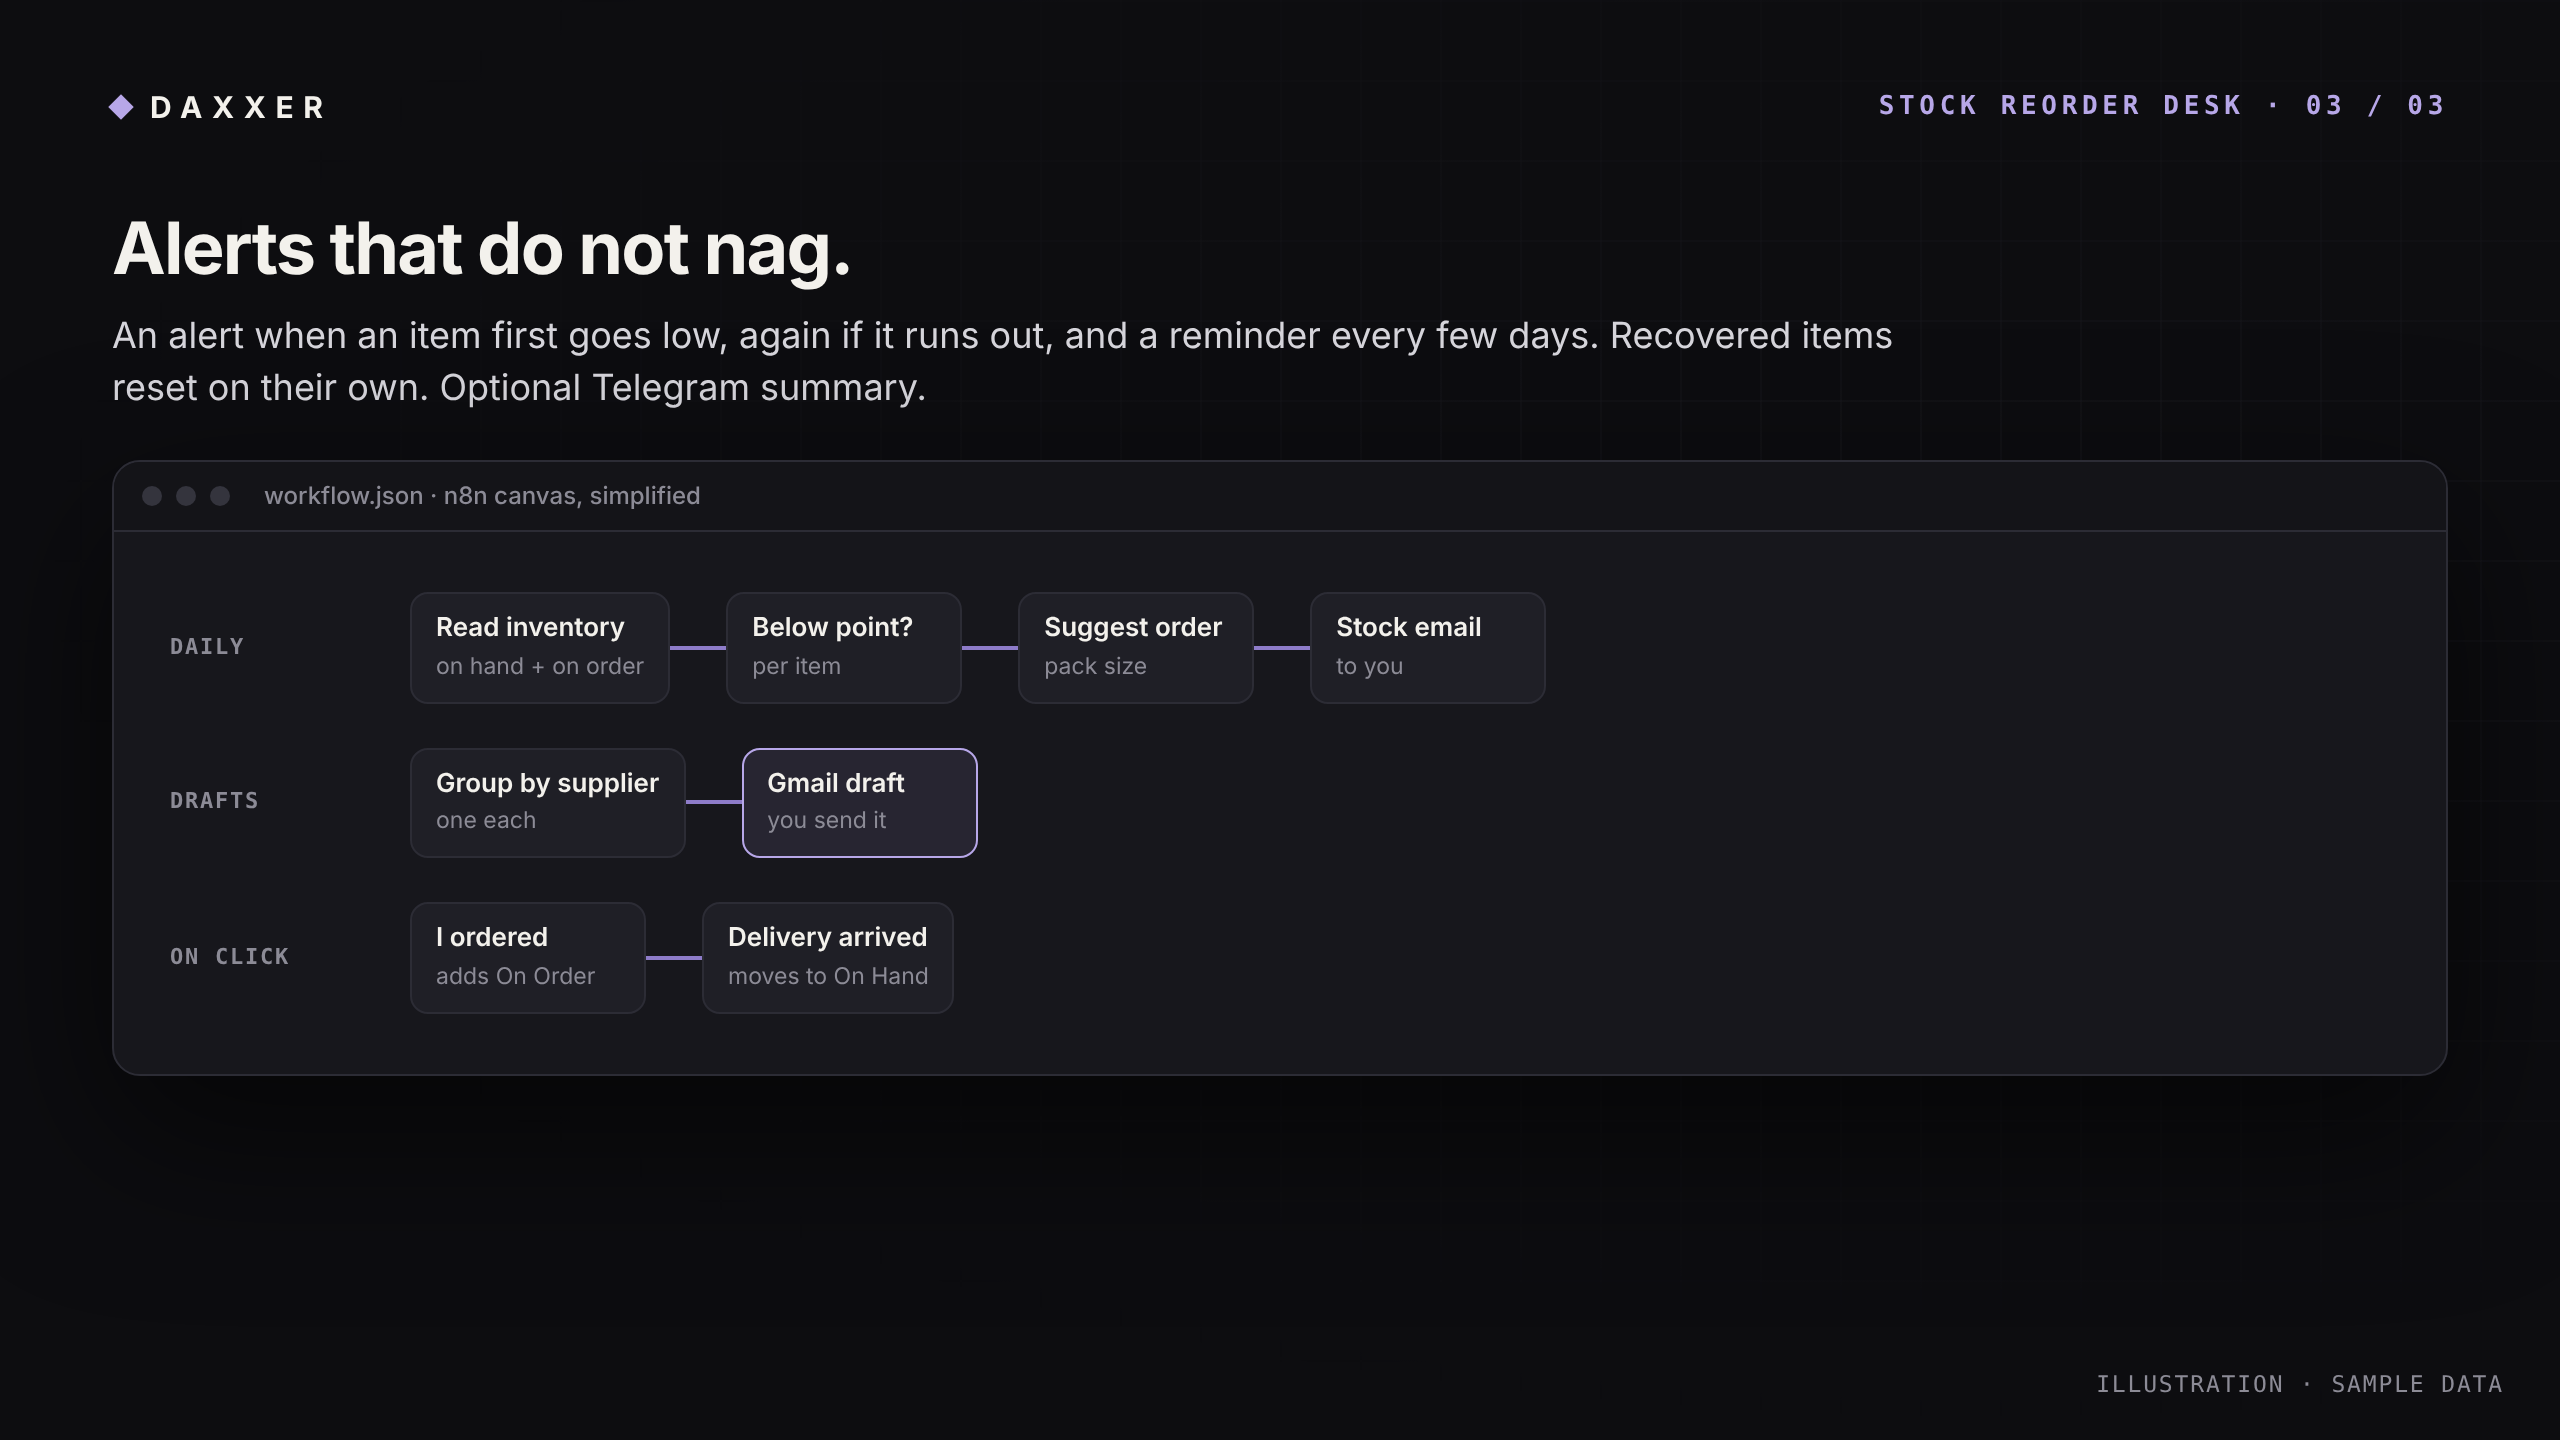 DAXXER
STOCK REORDER DESK · 03 / 03
Alerts that do not nag.
An alert when an item first goes low, again if it runs out, and a reminder every few days. Recovered items
reset on their own. Optional Telegram summary.
workflow.json · n8n canvas, simplified
DAILY
Read inventory
on hand + on order
Below point?
per item
Suggest order
pack size
Stock email
to you
DRAFTS
Group by supplier
one each
Gmail draft
you send it
ON CLICK
I ordered
adds On Order
Delivery arrived
moves to On Hand
ILLUSTRATION · SAMPLE DATA